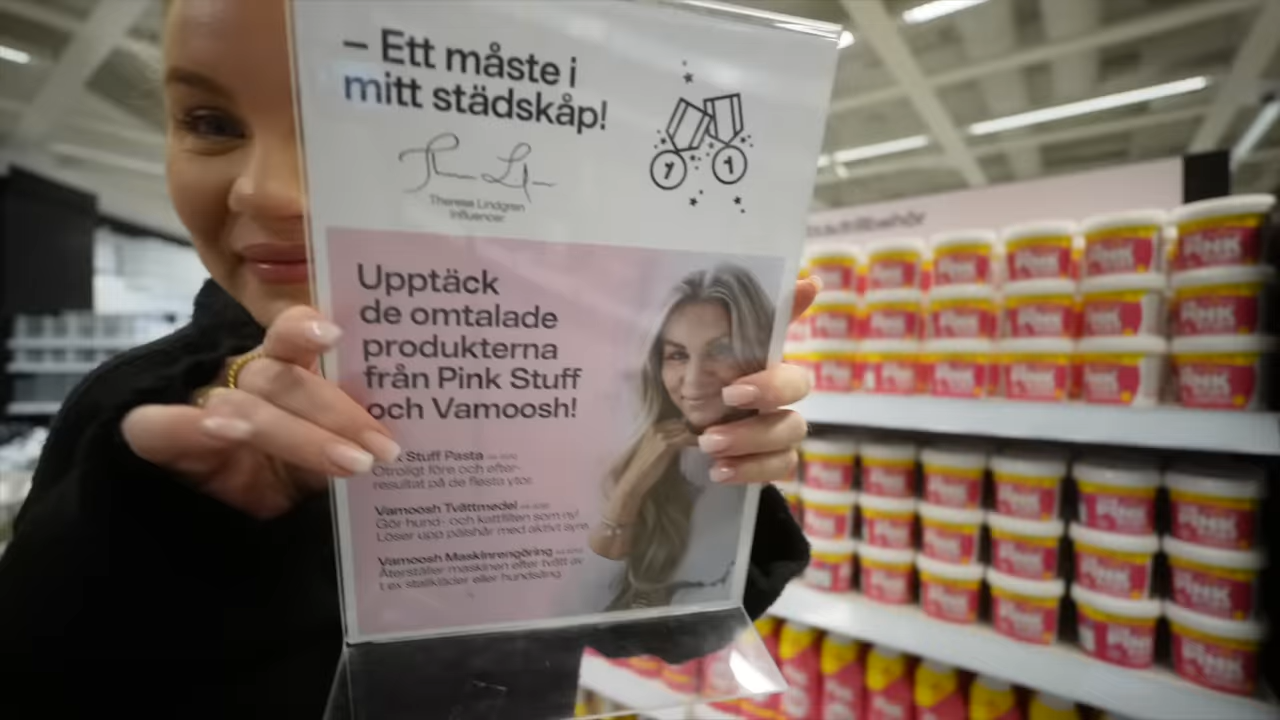 – Ett måste i
mitt städskåp!
Therese Lindgren
Influencer
1 1
Upptäck
de omtalade
produkterna
från Pink Stuff
och Vamoosh!
k Stuff Pasta
Otroligt före och efter-
resultat på de flesta ytor.
Vamoosh Tvättmedel
Gör hund- och kattfilten som ny!
Löser upp pälshår med aktivt syre.
Vamoosh Maskinrengöring
Återställer maskinen efter tvätt av
t ex stallkläder eller hundsäng.
PINK